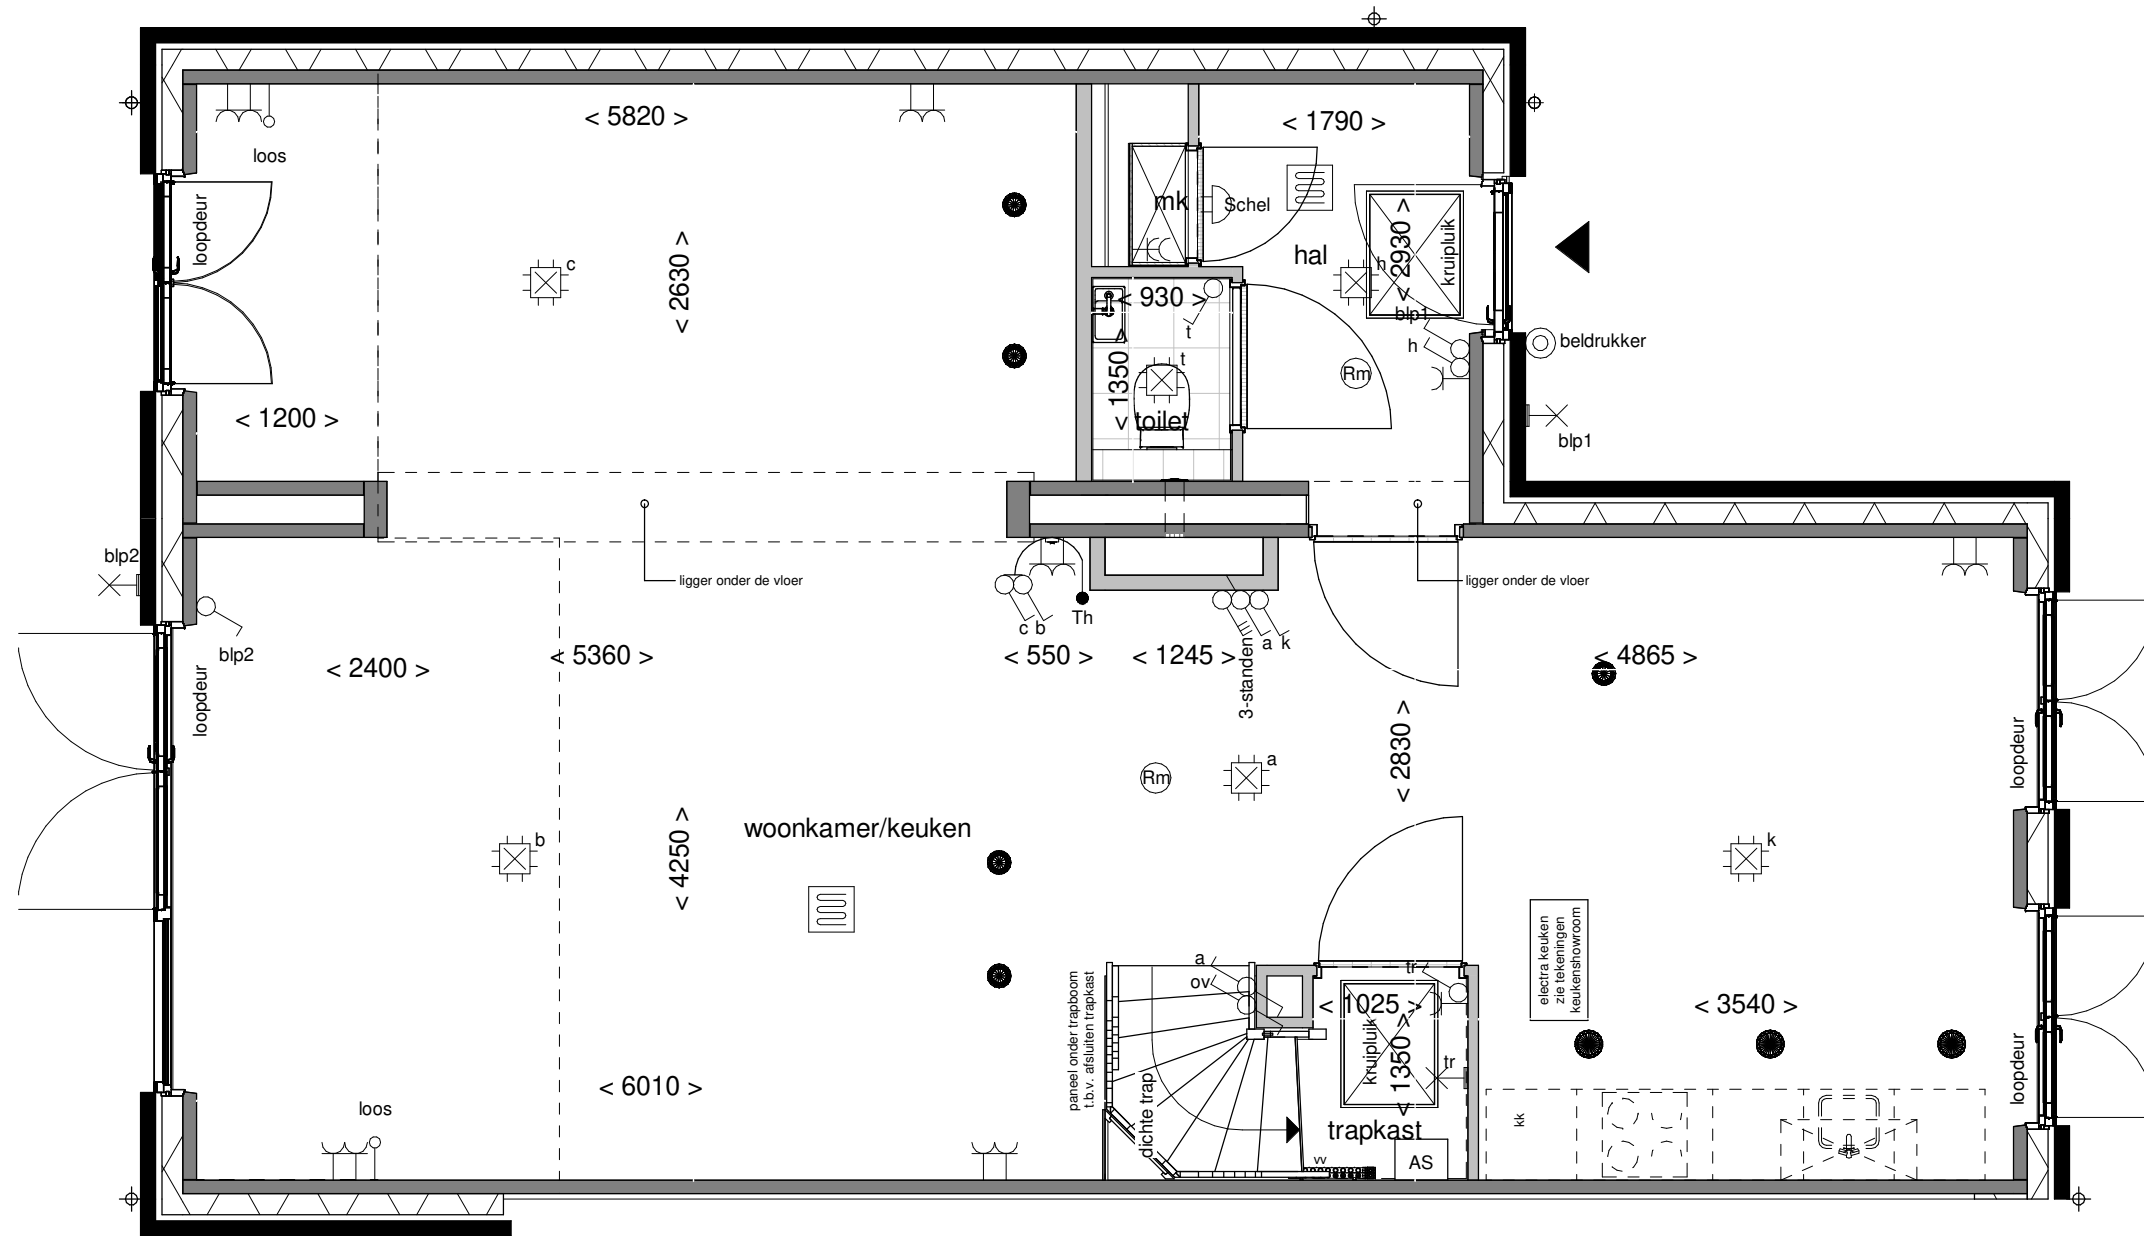 < 5820 >
< 1790 >
loos
loopdeur
mk
Schel
hal
< 2930 >
kruipluik
c
< 2630 >
h
< 930 >
t
blp1
h
beldrukker
t
< 1350 >
Rm
< 1200 >
toilet
blp1
blp2
ligger onder de vloer
ligger onder de vloer
Th
c b
a k
3-standen
blp2
< 2400 >
< 5360 >
< 550 >
< 1245 >
< 4865 >
loopdeur
< 2830 >
loopdeur
Rm
a
woonkamer/keuken
b
k
< 4250 >
electra keuken
zie tekeningen
keukenshowroom
a
ov
tr
paneel onder trapboom
t.b.v. afsluiten trapkast
< 1025 >
< 3540 >
kruipluik
< 1350 >
tr
loopdeur
< 6010 >
dichte trap
loos
trapkast
kk
vv
AS